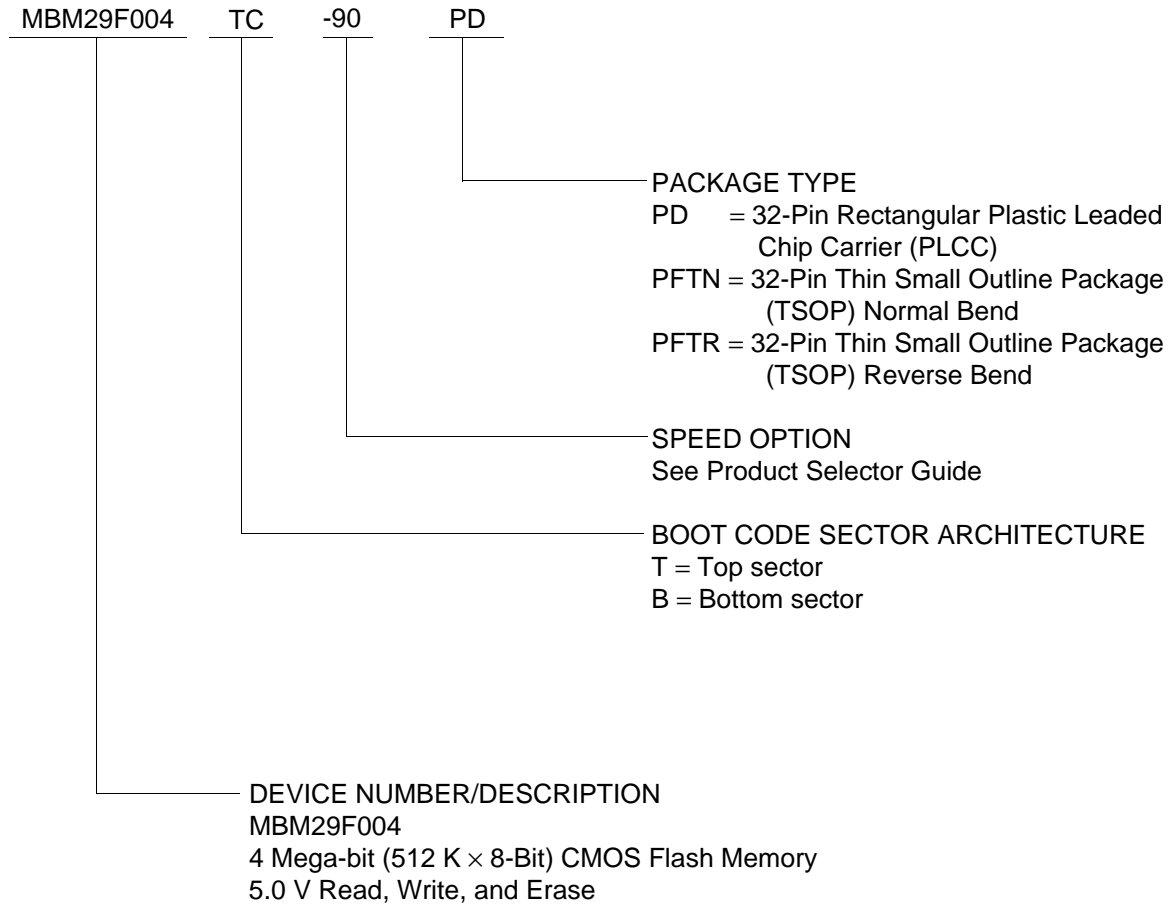 MBM29F004 TC -90 PD
PACKAGE TYPE
PD = 32-Pin Rectangular Plastic Leaded
Chip Carrier (PLCC)
PFTN = 32-Pin Thin Small Outline Package
(TSOP) Normal Bend
PFTR = 32-Pin Thin Small Outline Package
(TSOP) Reverse Bend
SPEED OPTION
See Product Selector Guide
BOOT CODE SECTOR ARCHITECTURE
T = Top sector
B = Bottom sector
DEVICE NUMBER/DESCRIPTION
MBM29F004
4 Mega-bit (512 K × 8-Bit) CMOS Flash Memory
5.0 V Read, Write, and Erase